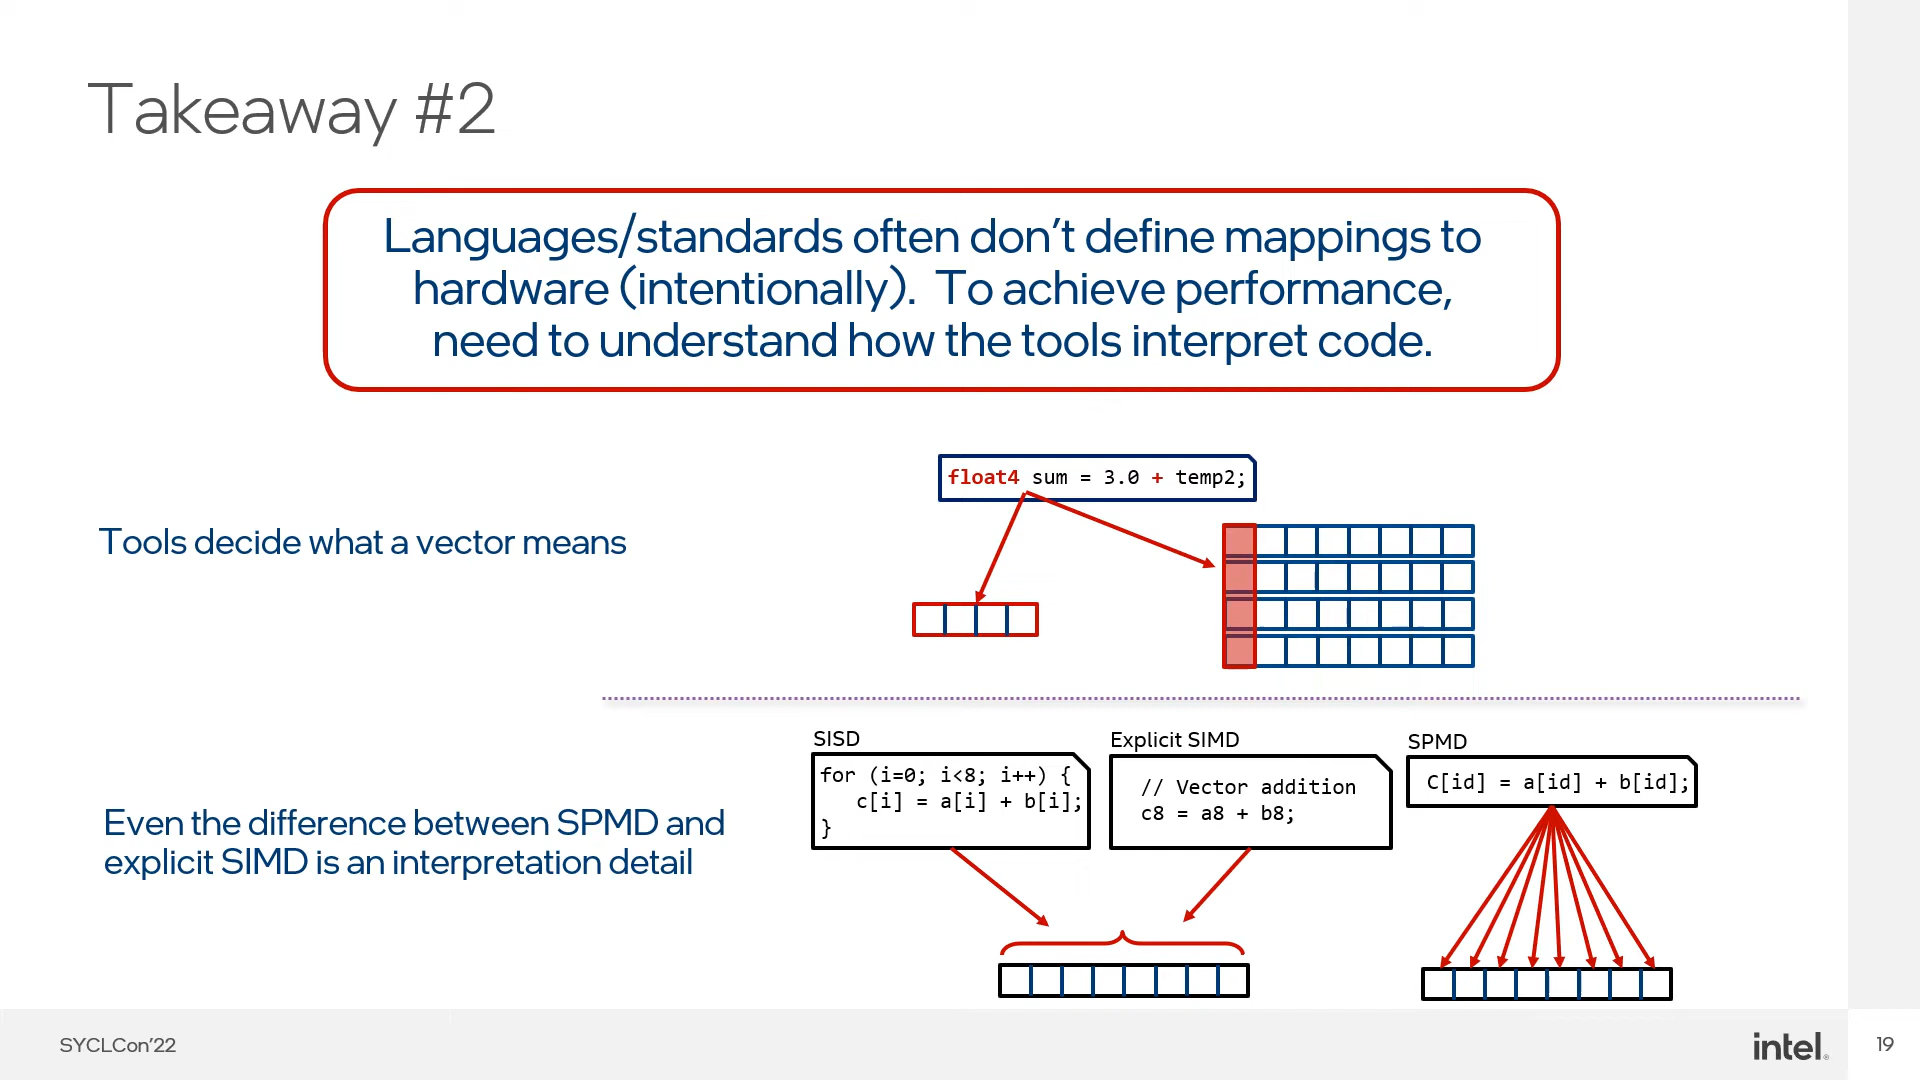 Takeaway #2
Languages/standards often don’t define mappings to
hardware (intentionally). To achieve performance,
need to understand how the tools interpret code.
float4 sum = 3.0 + temp2;
Tools decide what a vector means
SISD
for (i=0; i<8; i++) {
c[i] = a[i] + b[i];
}
Explicit SIMD
// Vector addition
c8 = a8 + b8;
SPMD
C[id] = a[id] + b[id];
Even the difference between SPMD and
explicit SIMD is an interpretation detail
SYCLCon’22
intel.
19